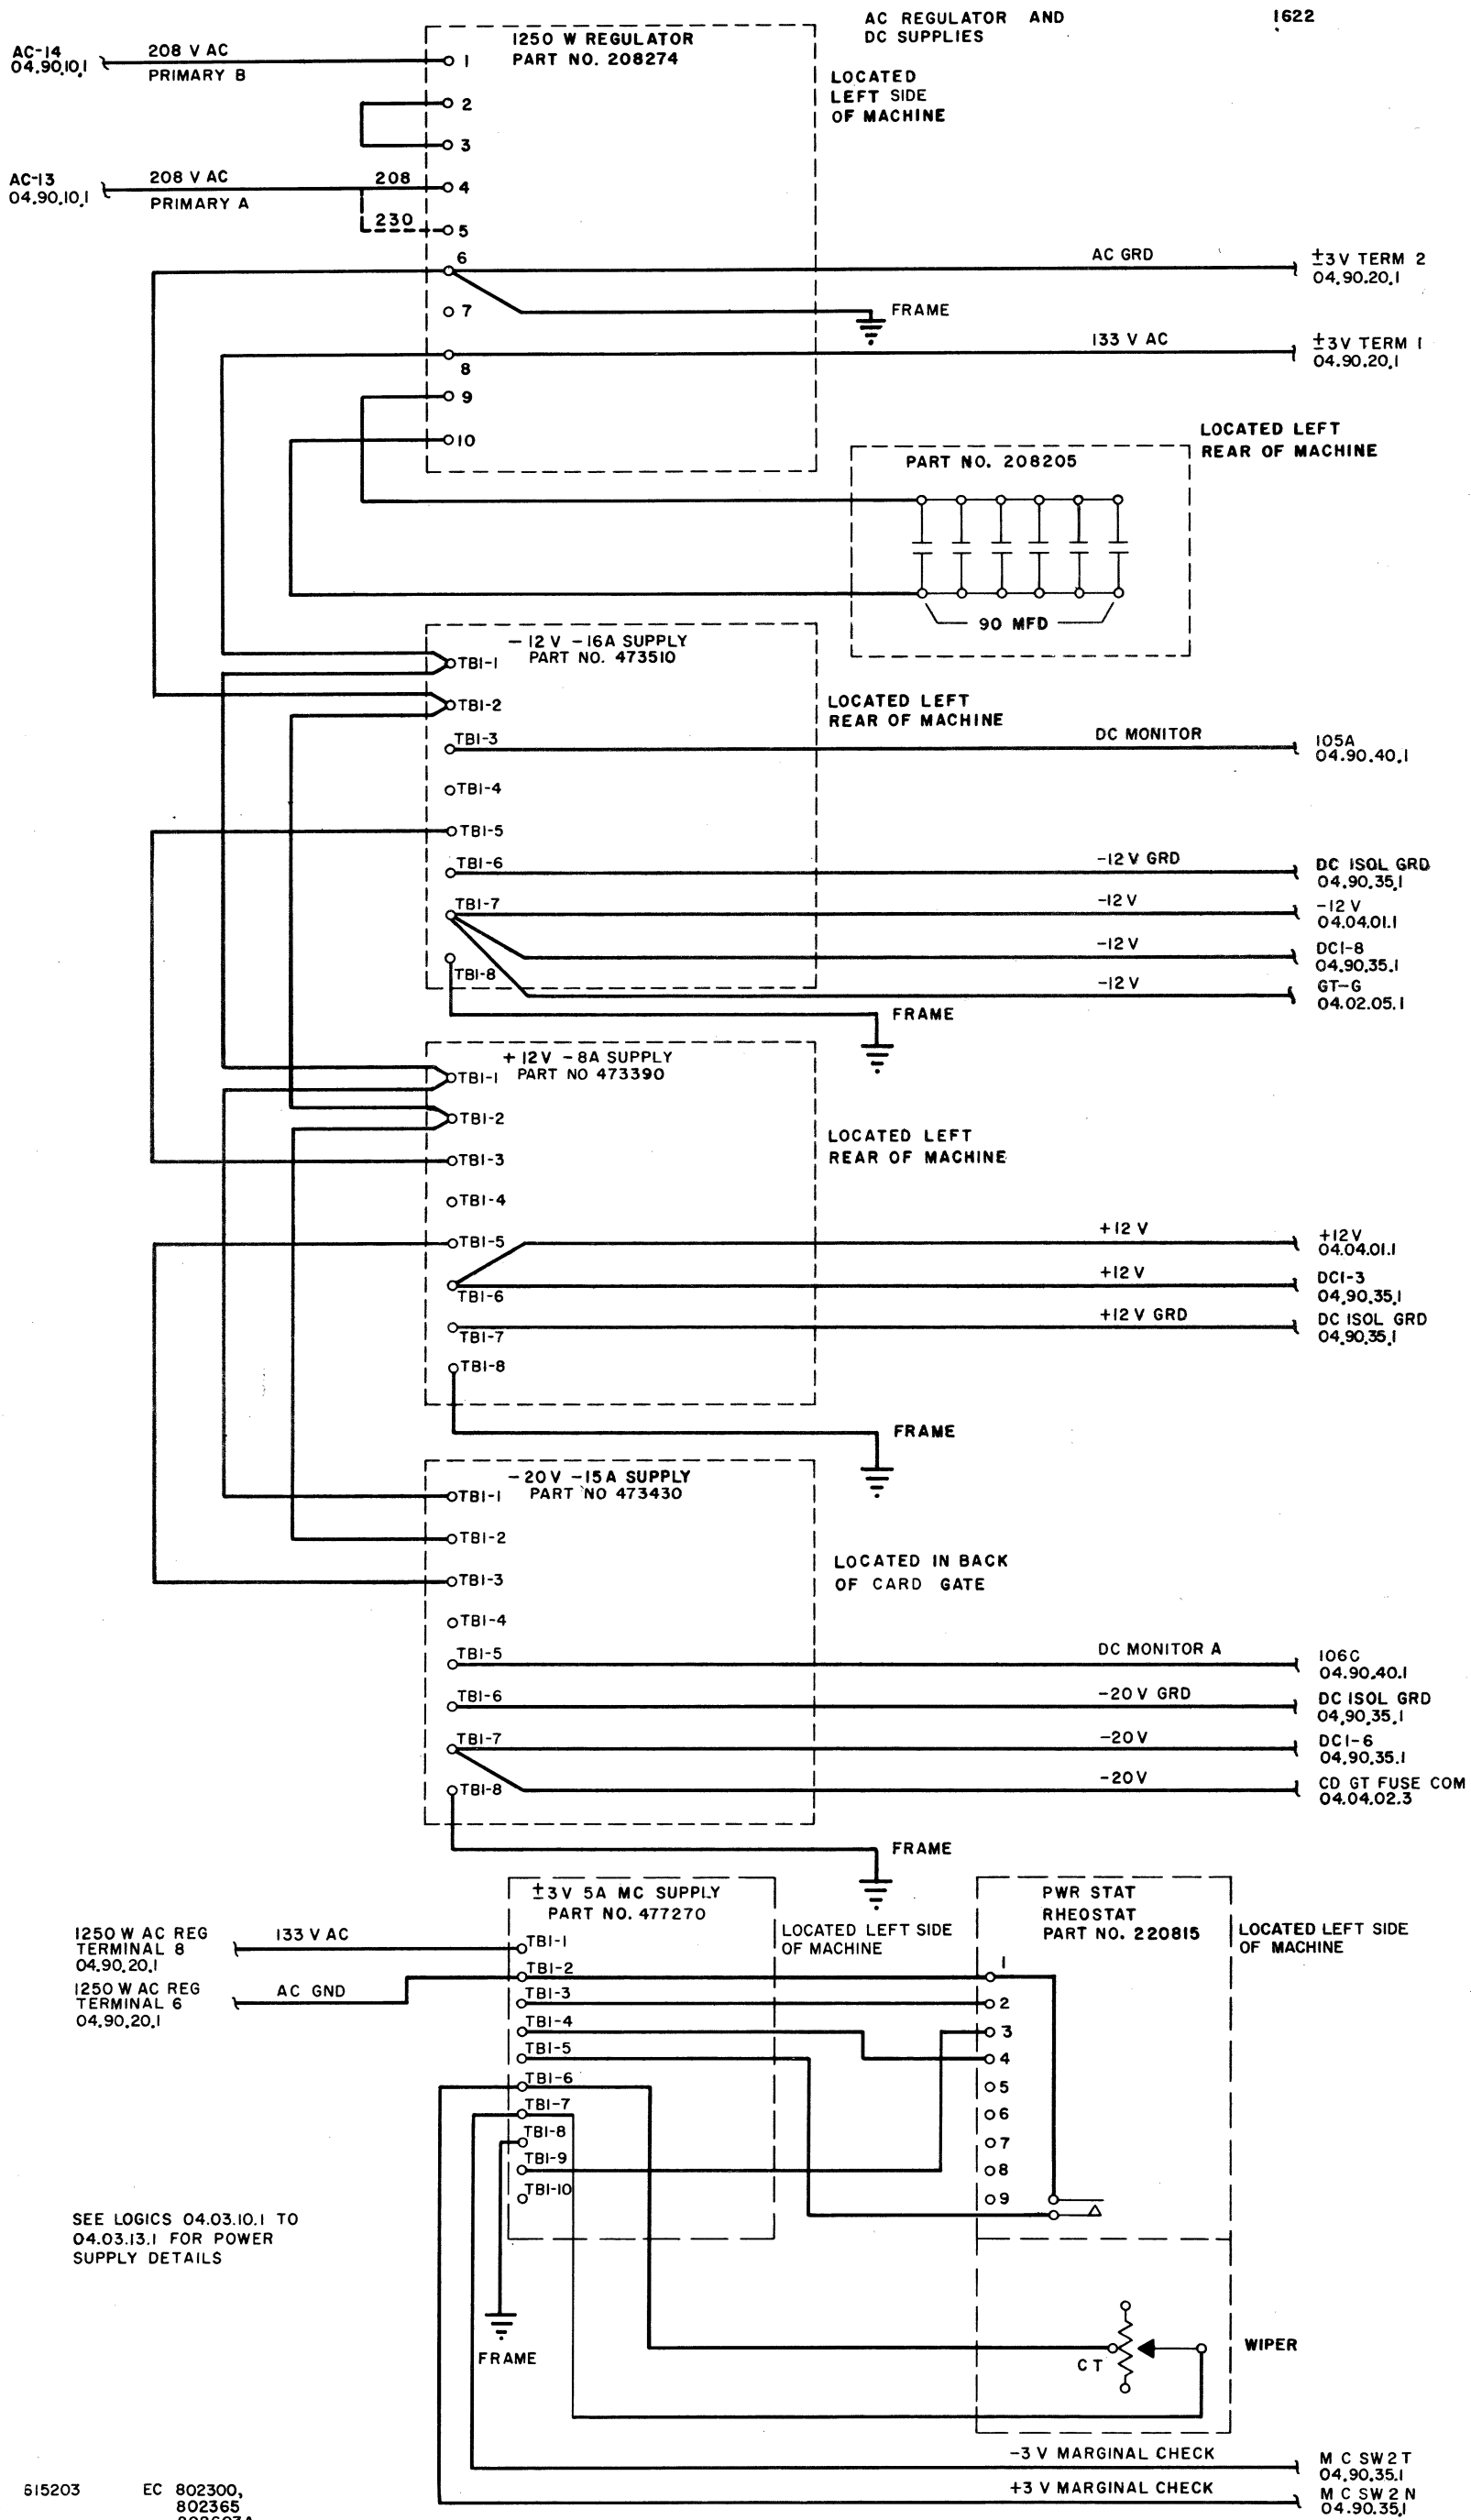 AC REGULATOR AND
DC SUPPLIES
1622
1250 W REGULATOR
PART NO. 208274
LOCATED
LEFT SIDE
OF MACHINE
AC-14
04.90.10.1
208 V AC
PRIMARY B
1
2
3
AC-13
04.90.10.1
208 V AC
PRIMARY A
208
4
230
5
6
AC GRD
±3V TERM 2
04.90.20.1
7
FRAME
133 V AC
±3V TERM 1
04.90.20.1
8
9
10
LOCATED LEFT
REAR OF MACHINE
PART NO. 208205
90 MFD
-12 V -16A SUPPLY
PART NO. 473510
LOCATED LEFT
REAR OF MACHINE
TB1-1
TB1-2
TB1-3
DC MONITOR
105A
04.90.40.1
TB1-4
TB1-5
TB1-6
-12 V GRD
DC ISOL GRD
04.90.35.1
TB1-7
-12 V
-12 V
04.04.01.1
-12 V
DC1-8
04.90.35.1
TB1-8
-12 V
GT-G
04.02.05.1
FRAME
+12V -8A SUPPLY
PART NO 473390
TB1-1
TB1-2
LOCATED LEFT
REAR OF MACHINE
TB1-3
TB1-4
TB1-5
+12 V
+12V
04.04.01.1
TB1-6
+12 V
DC1-3
04.90.35.1
TB1-7
+12 V GRD
DC ISOL GRD
04.90.35.1
TB1-8
FRAME
-20V -15A SUPPLY
PART NO 473430
TB1-1
TB1-2
LOCATED IN BACK
OF CARD GATE
TB1-3
TB1-4
TB1-5
DC MONITOR A
106C
04.90.40.1
TB1-6
-20 V GRD
DC ISOL GRD
04.90.35.1
TB1-7
-20V
DC1-6
04.90.35.1
TB1-8
-20V
CD GT FUSE COM
04.04.02.3
FRAME
±3V 5A MC SUPPLY
PART NO. 477270
LOCATED LEFT SIDE
OF MACHINE
PWR STAT
RHEOSTAT
PART NO. 220815
LOCATED LEFT SIDE
OF MACHINE
1250 W AC REG
TERMINAL 8
04.90.20.1
133 V AC
1250 W AC REG
TERMINAL 6
04.90.20.1
AC GND
TB1-1
TB1-2
TB1-3
TB1-4
TB1-5
TB1-6
TB1-7
TB1-8
TB1-9
TB1-10
1
2
3
4
5
6
7
8
9
SEE LOGICS 04.03.10.1 TO
04.03.13.1 FOR POWER
SUPPLY DETAILS
FRAME
CT
WIPER
-3 V MARGINAL CHECK
M C SW 2 T
04.90.35.1
+3 V MARGINAL CHECK
M C SW 2 N
04.90.35.1
615203
EC 802300,
802365